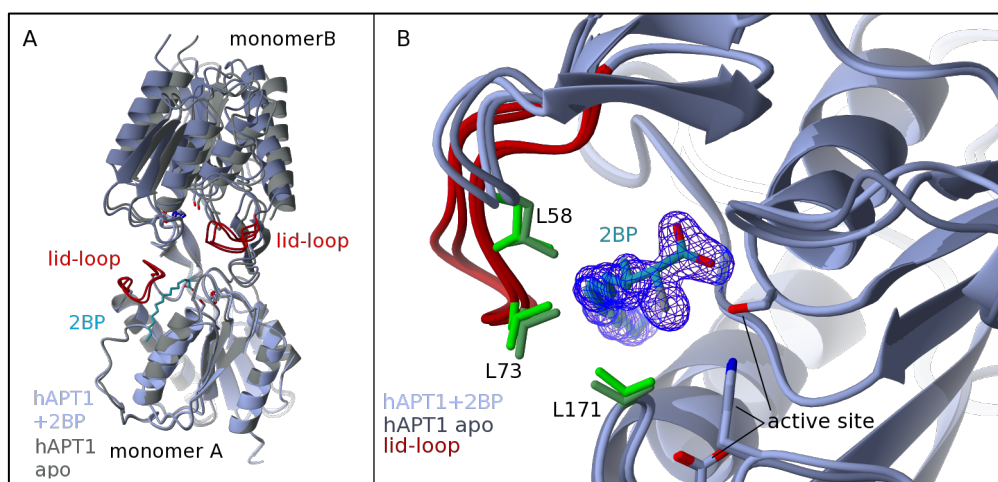 A
monomerB
lid-loop
lid-loop
2BP
hAPT1
+2BP
hAPT1
apo
monomer A
B
L58
2BP
L73
L171
hAPT1+2BP
hAPT1 apo
lid-loop
active site